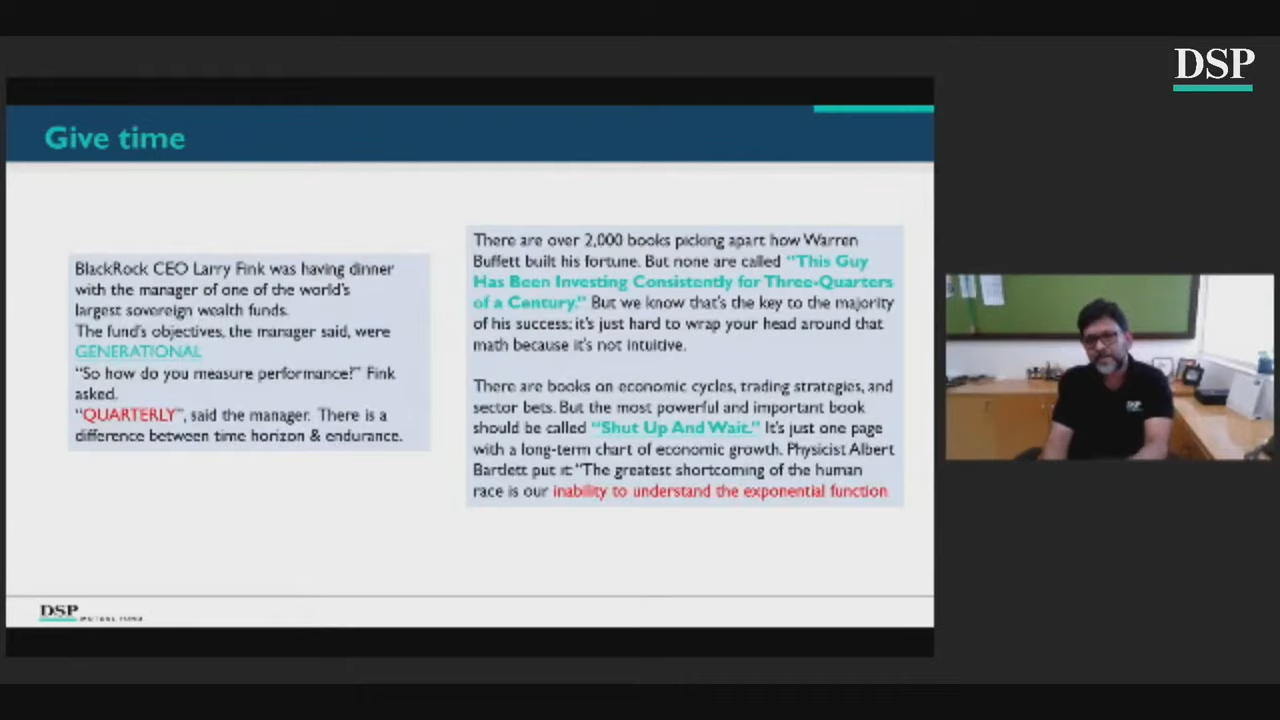 DSP
Give time
BlackRock CEO Larry Fink was having dinner
with the manager of one of the world's
largest sovereign wealth funds.
The fund's objectives, the manager said, were
GENERATIONAL
"So how do you measure performance?" Fink
asked.
"QUARTERLY", said the manager. There is a
difference between time horizon & endurance.
There are over 2,000 books picking apart how Warren
Buffett built his fortune. But none are called "This Guy
Has Been Investing Consistently for Three-Quarters
of a Century." But we know that's the key to the majority
of his success; it's just hard to wrap your head around that
math because it's not intuitive.
There are books on economic cycles, trading strategies, and
sector bets. But the most powerful and important book
should be called "Shut Up And Wait." It's just one page
with a long-term chart of economic growth. Physicist Albert
Bartlett put it: "The greatest shortcoming of the human
race is our inability to understand the exponential function
DSP
DSP
MUTUAL FUND